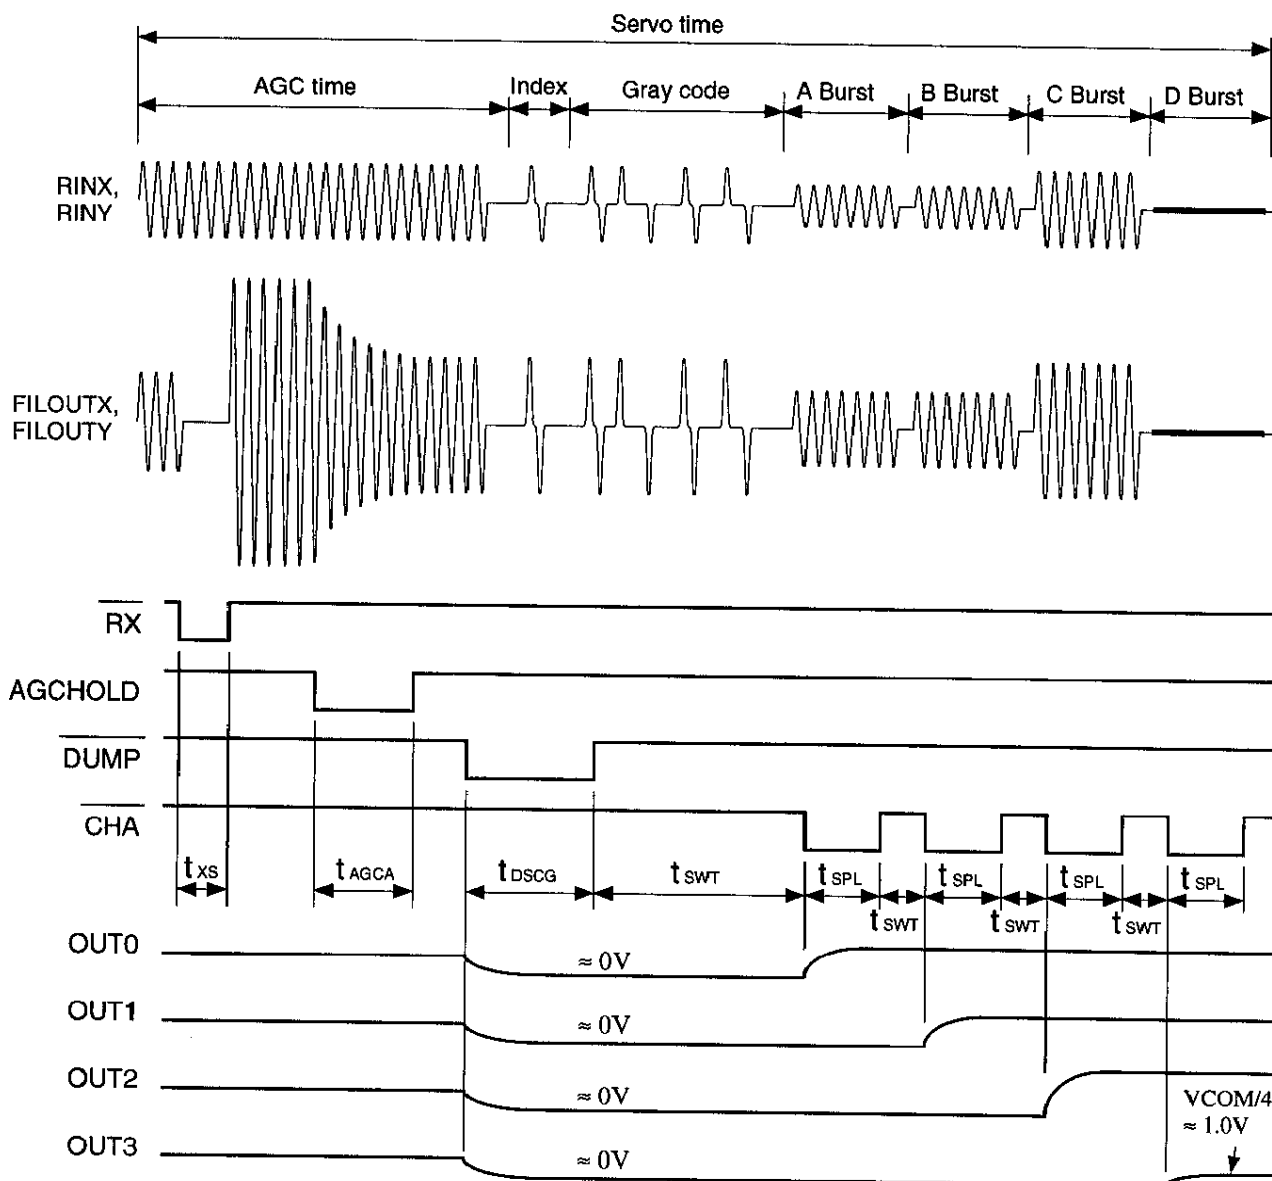 Servo time
AGC time
Index
Gray code
A Burst
B Burst
C Burst
D Burst
RINX,
RINY
FILOUTX,
FILOUTY
RX
AGCHOLD
DUMP
CHA
tXS
tAGCA
tDSCG
tSWT
tSPL
tSPL
tSPL
tSPL
tSWT
tSWT
tSWT
OUT0
≈ 0V
OUT1
≈ 0V
OUT2
≈ 0V
VCOM/4
≈ 1.0V
OUT3
≈ 0V